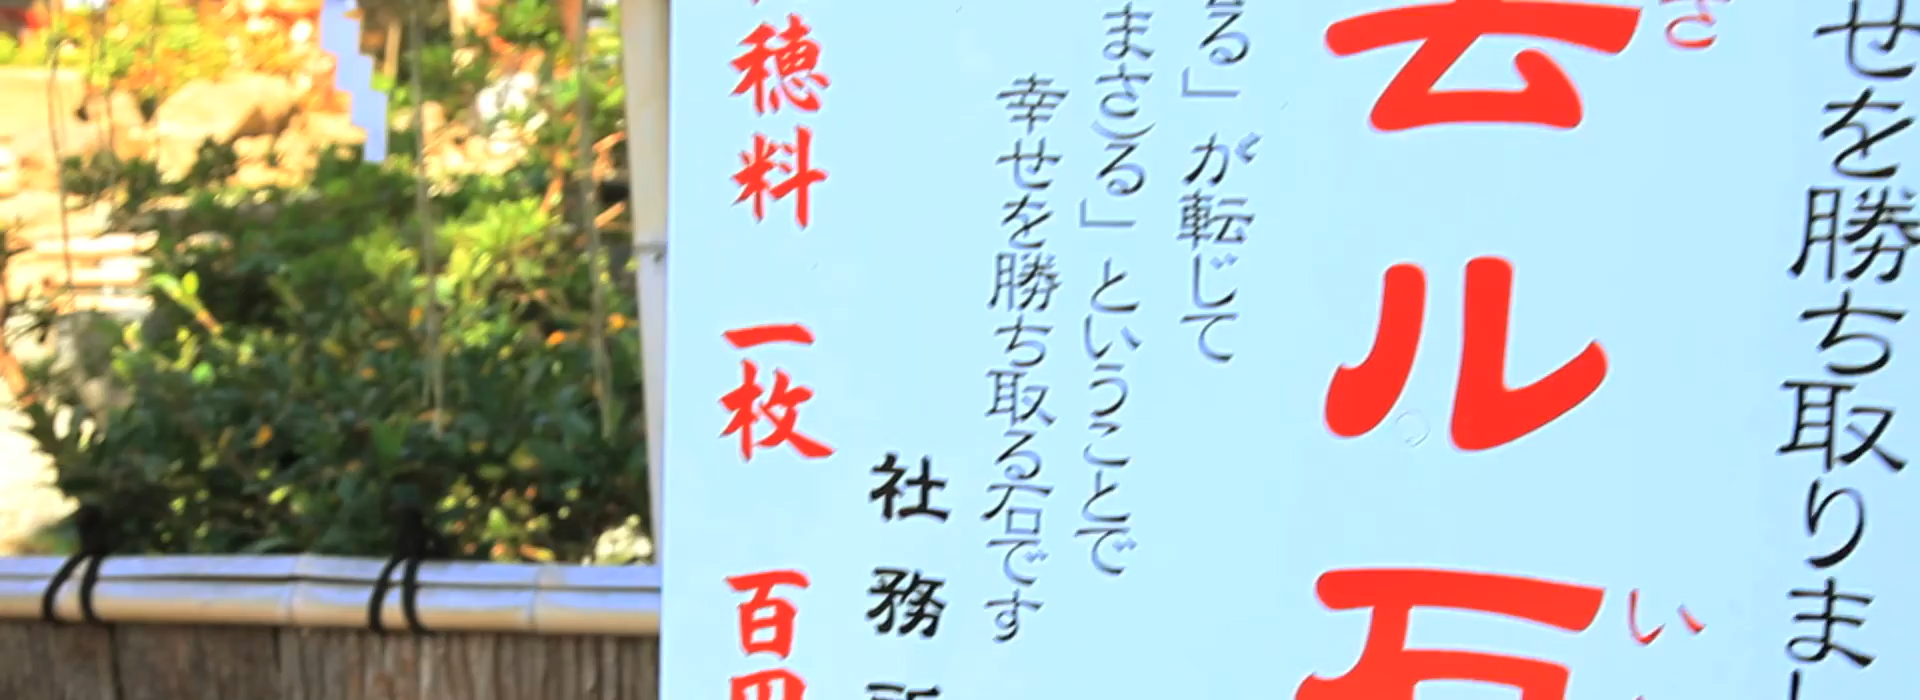 せを勝ち取りまし
さ
い
去ル石
る」が転じて
まさる」ということで
幸せを勝ち取る石です
社務所
穂料 一枚 百円